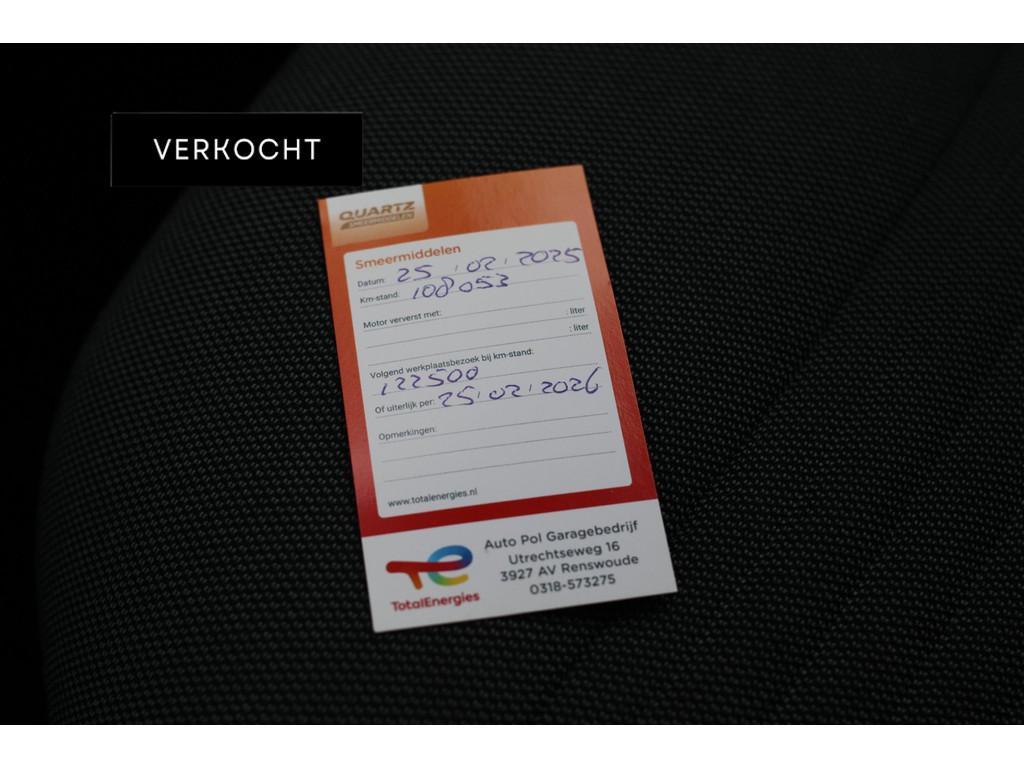 VERKOCHT
QUARTZ
SMEERMIDDELEN
Smeermiddelen
Datum: 25 / 02 / 2025
Km-stand: 108053
Motor ververst met:
: liter
: liter
Volgend werkplaatsbezoek bij km-stand:
122500
Of uiterlijk per: 25/02/2026
Opmerkingen:
www.totalenergies.nl
TotalEnergies
Auto Pol Garagebedrijf
Utrechtseweg 16
3927 AV Renswoude
0318-573275